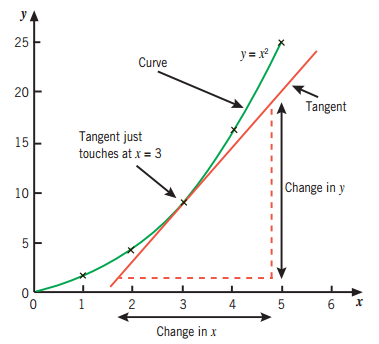 y
25
y = x²
Curve
20
Tangent
Tangent just
touches at x = 3
15
Change in y
10
5
0
0 1 2 3 4 5 6 x
Change in x